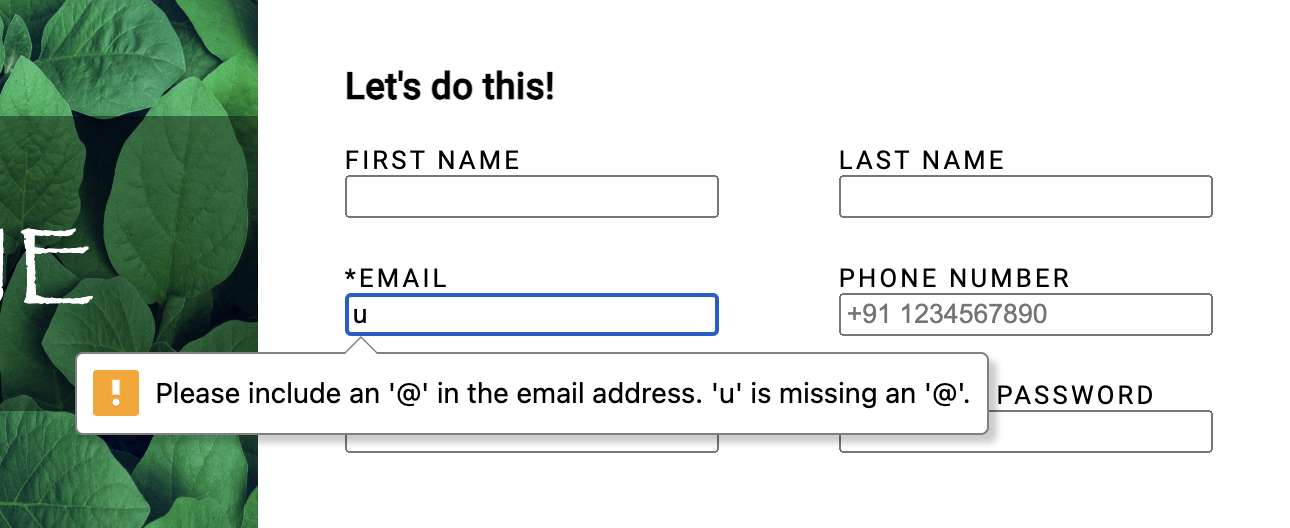 Let's do this!
FIRST NAME
LAST NAME
*EMAIL
u
PHONE NUMBER
+91 1234567890
Please include an '@' in the email address. 'u' is missing an '@'.
PASSWORD
E